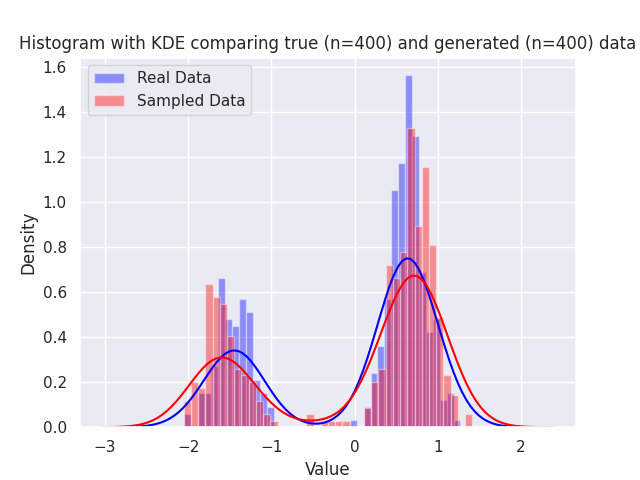 Histogram with KDE comparing true (n=400) and generated (n=400) data
Real Data
Sampled Data
1.6
1.4
1.2
1.0
0.8
0.6
0.4
0.2
0.0
Density
−3 −2 −1 0 1 2
Value